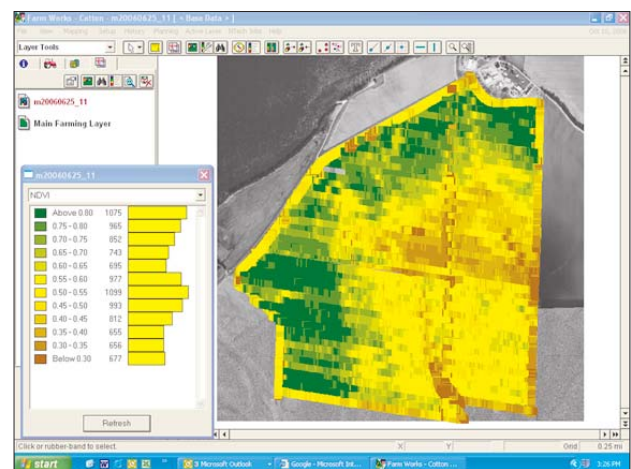 Farm Works - Cotton - m20060625_11 [ < Base Data > ]
File View Mapping Setup History Planning Active Layer Attach Jobs Help
Layer Tools
m20060625_11
Main Farming Layer
m20060625_11
NDVI
Above 0.80 1075
0.75 - 0.80 965
0.70 - 0.75 852
0.65 - 0.70 743
0.60 - 0.65 695
0.55 - 0.60 977
0.50 - 0.55 1099
0.45 - 0.50 993
0.40 - 0.45 812
0.35 - 0.40 655
0.30 - 0.35 656
Below 0.30 677
Refresh
Click or rubber-band to select. X: Y: Grid 0.25 mi
start 3 Microsoft Outlook Google - Microsoft Int... Farm Works - Cotton ... 3:26 PM